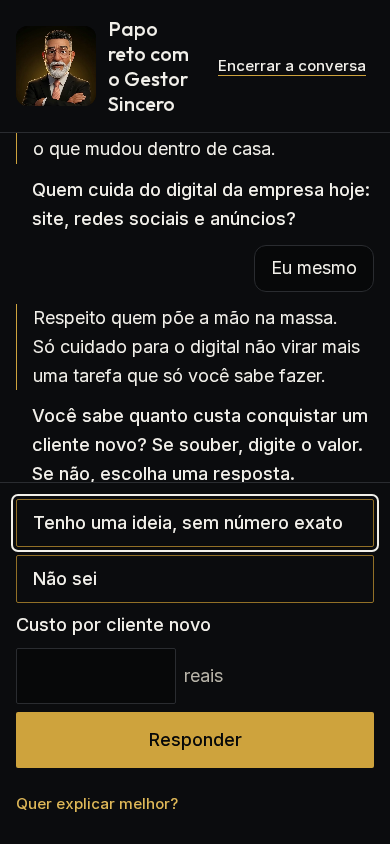 Papo
reto com
o Gestor
Sincero
Encerrar a conversa
o que mudou dentro de casa.
Quem cuida do digital da empresa hoje:
site, redes sociais e anúncios?
Eu mesmo
Respeito quem põe a mão na massa.
Só cuidado para o digital não virar mais
uma tarefa que só você sabe fazer.
Você sabe quanto custa conquistar um
cliente novo? Se souber, digite o valor.
Se não, escolha uma resposta.
Tenho uma ideia, sem número exato
Não sei
Custo por cliente novo
reais
Responder
Quer explicar melhor?